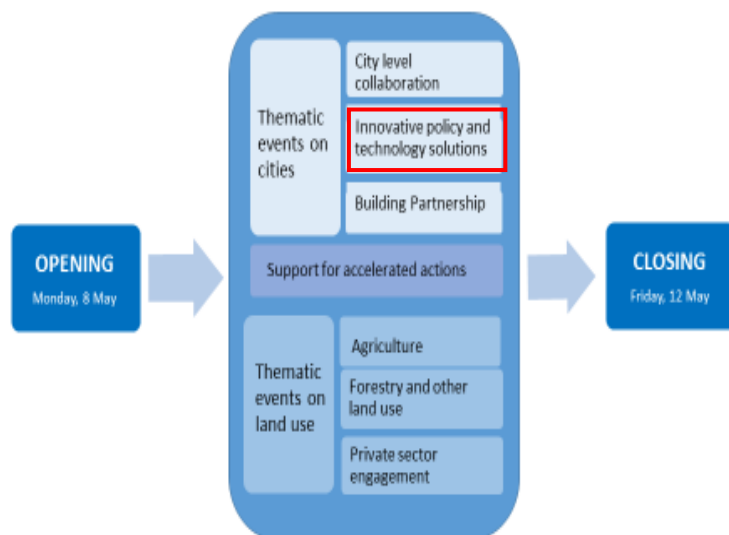 OPENING
Monday, 8 May
Thematic
events on
cities
City level
collaboration
Innovative policy and
technology solutions
Building Partnership
Support for accelerated actions
Thematic
events on
land use
Agriculture
Forestry and other
land use
Private sector
engagement
CLOSING
Friday, 12 May